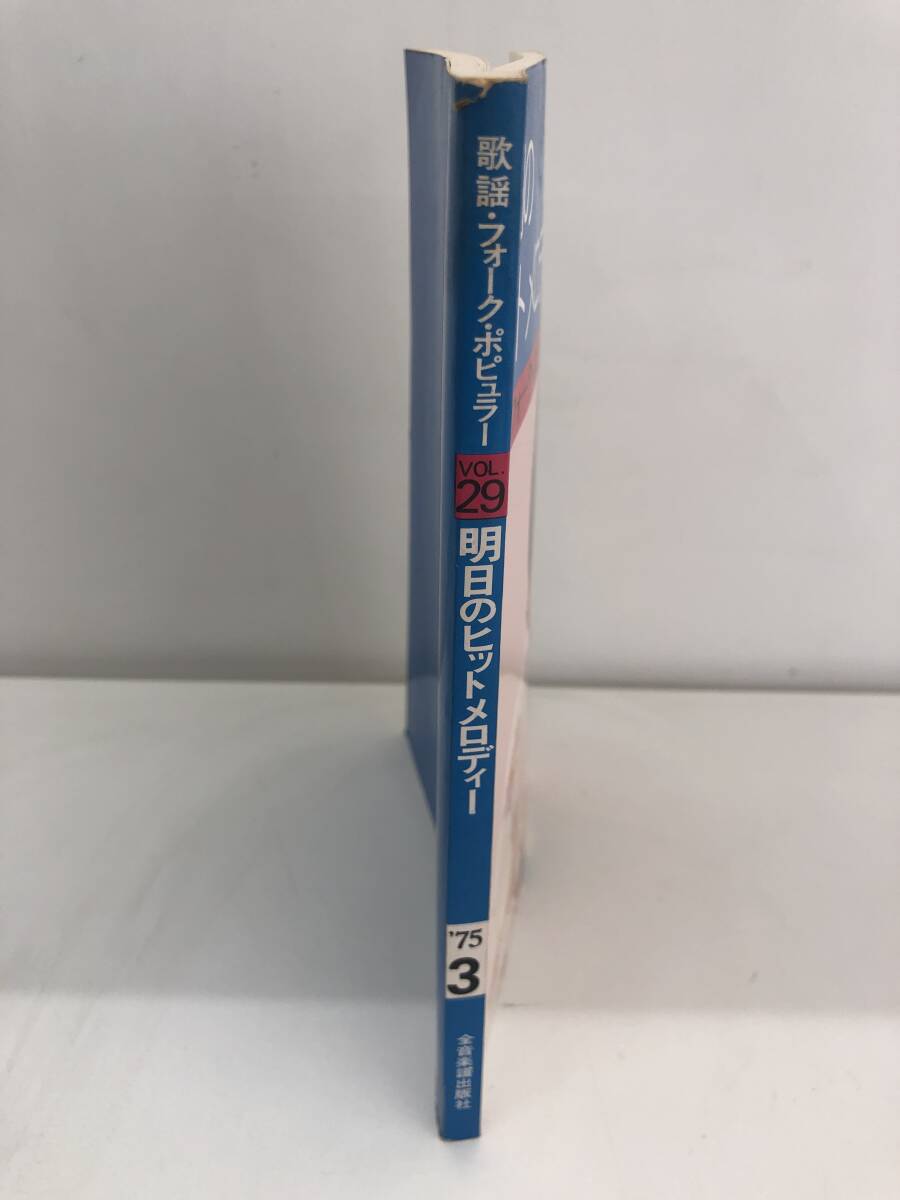 歌謡・フォーク・ポピュラー
VOL.
29
明日のヒットメロディー
'75
3
全音楽譜出版社
の